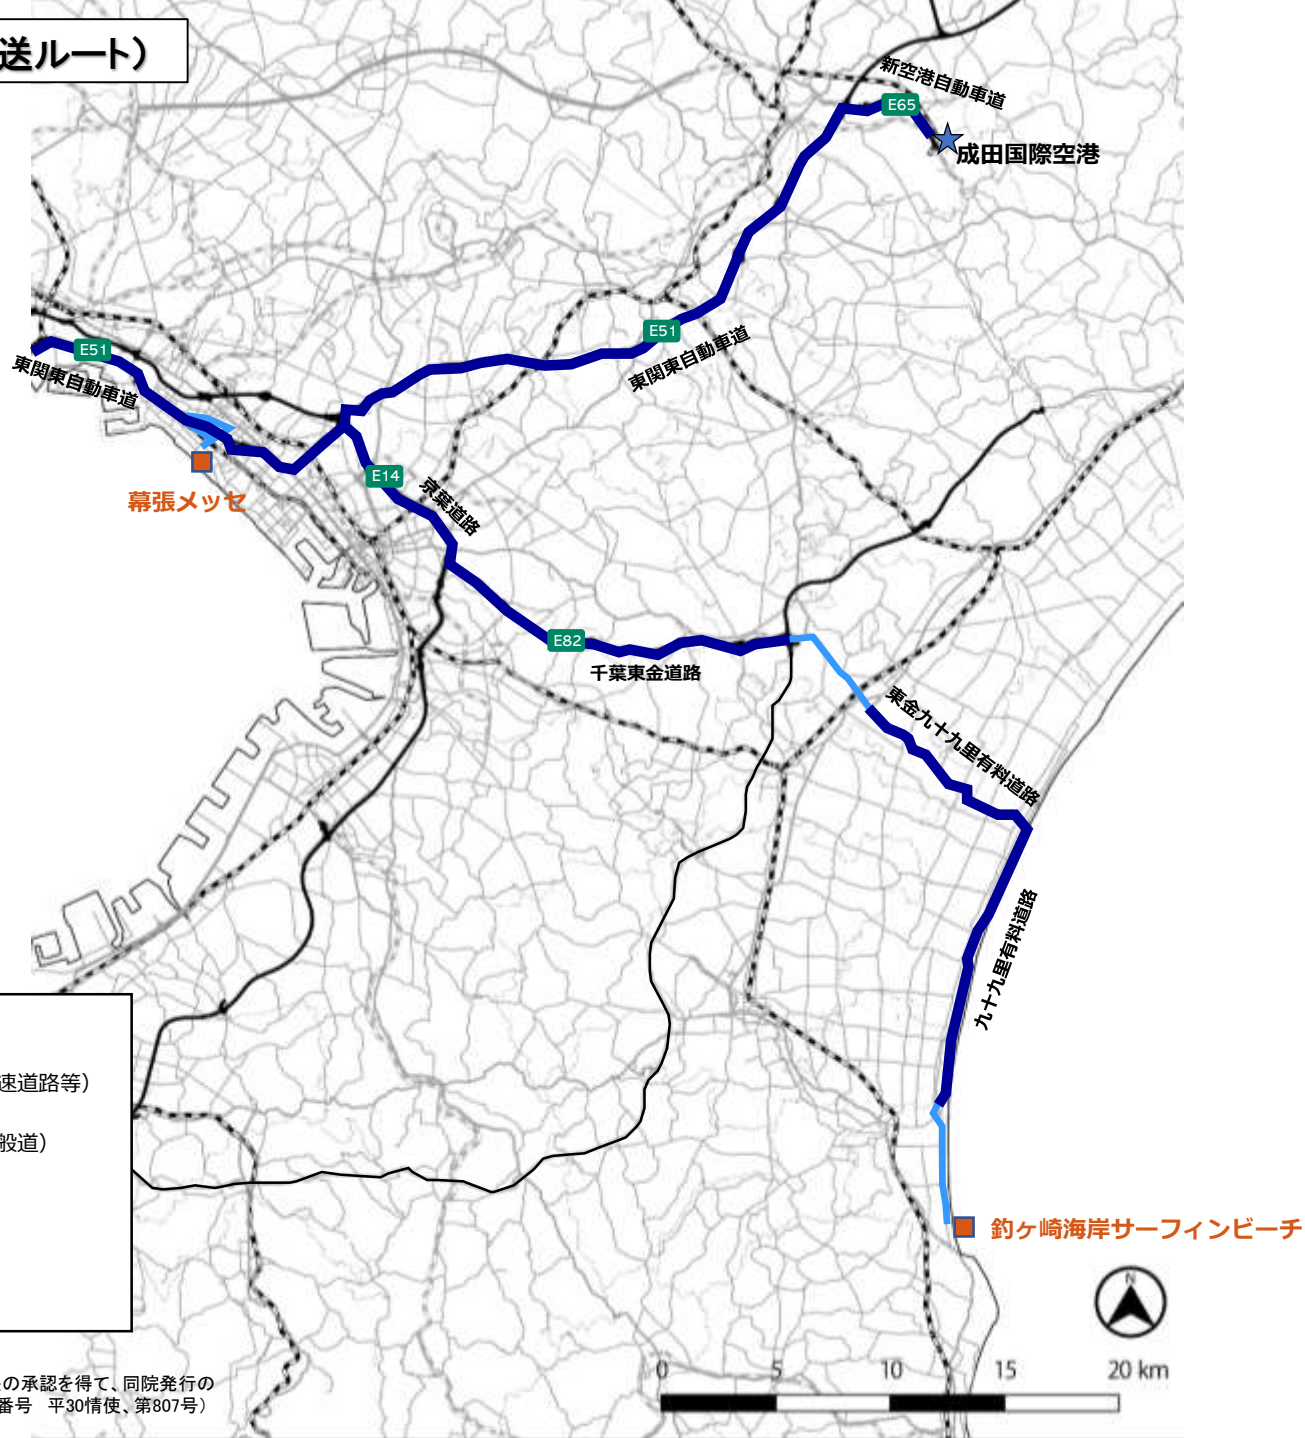 送ルート）
新空港自動車道
E65
成田国際空港
E51
東関東自動車道
E51
東関東自動車道
幕張メッセ
E14
京葉道路
E82
千葉東金道路
東金九十九里有料道路
九十九里有料道路
速道路等）
般道）
釣ヶ崎海岸サーフィンビーチ
N
0 5 10 15 20 km
の承認を得て、同院発行の
番号　平30情使、第807号）